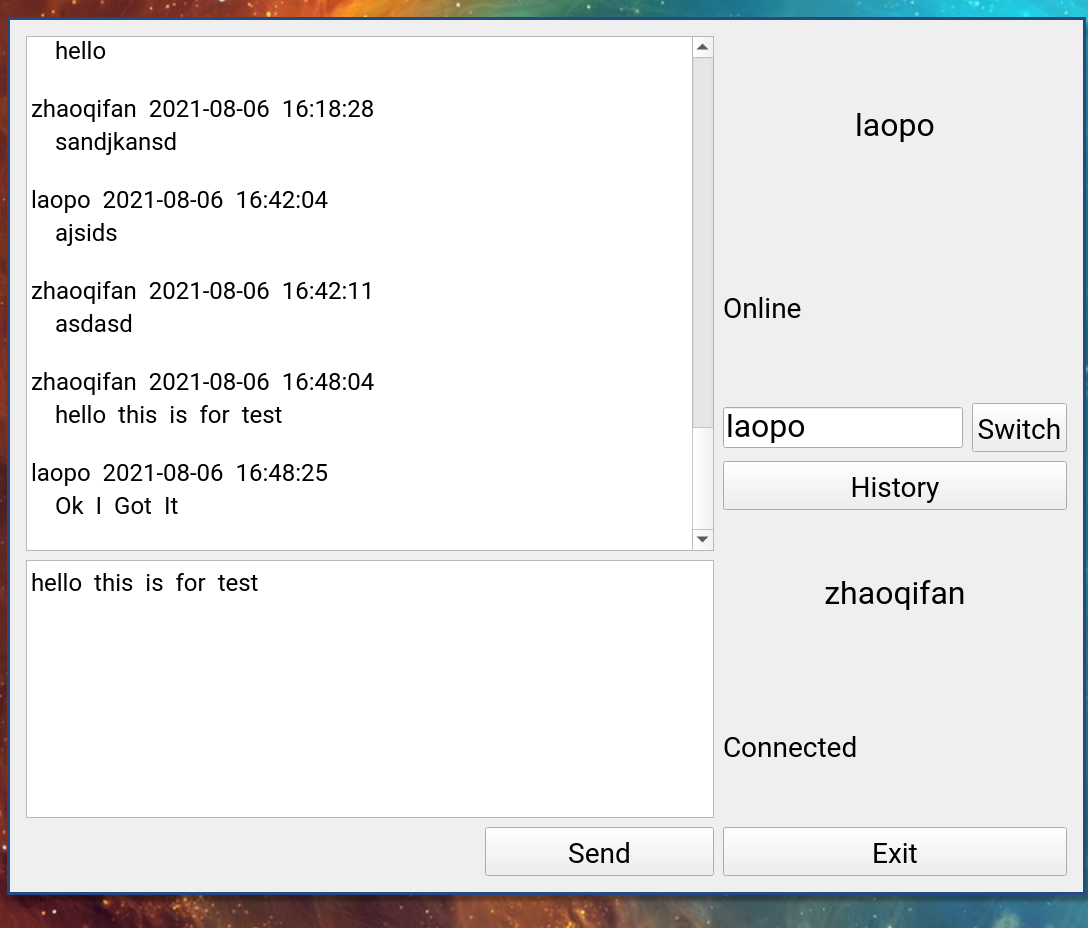 hello
zhaoqifan 2021-08-06 16:18:28
sandjkansd
laopo 2021-08-06 16:42:04
ajsids
zhaoqifan 2021-08-06 16:42:11
asdasd
zhaoqifan 2021-08-06 16:48:04
hello this is for test
laopo 2021-08-06 16:48:25
Ok I Got It
hello this is for test
Send
laopo
Online
laopo
Switch
History
zhaoqifan
Connected
Exit